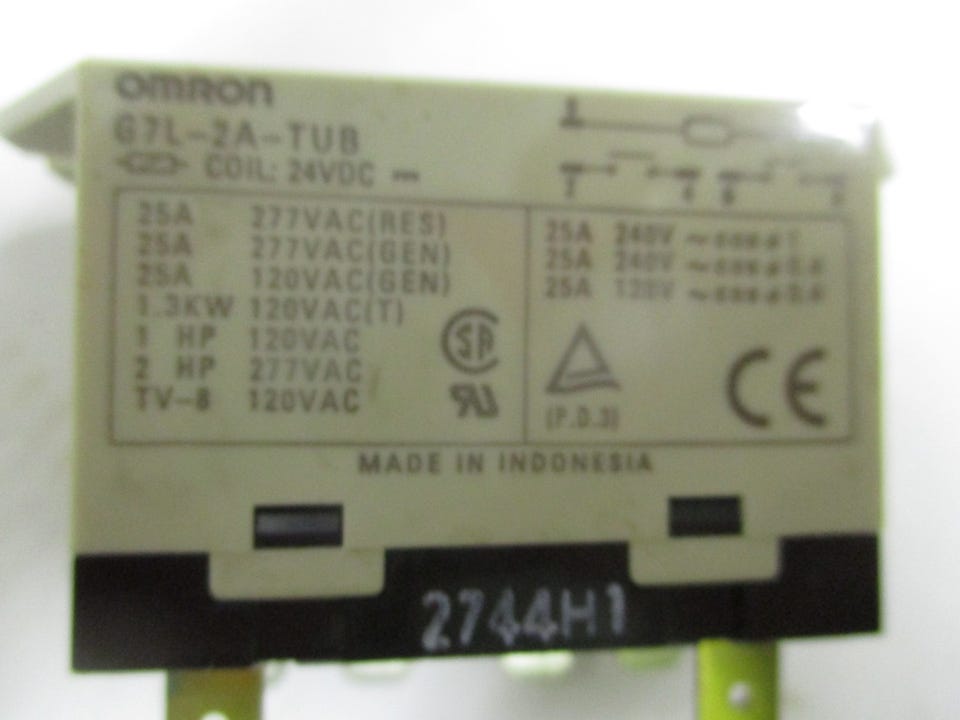 OMRON
G7L-2A-TUB
COIL: 24VDC
25A 277VAC(RES)
25A 277VAC(GEN)
25A 120VAC(GEN)
1.3KW 120VAC(T)
1 HP 120VAC
2 HP 277VAC
TV-8 120VAC
25A 240V ~
25A 240V ~
25A 120V ~
(P.D.3)
CE
MADE IN INDONESIA
2744H1